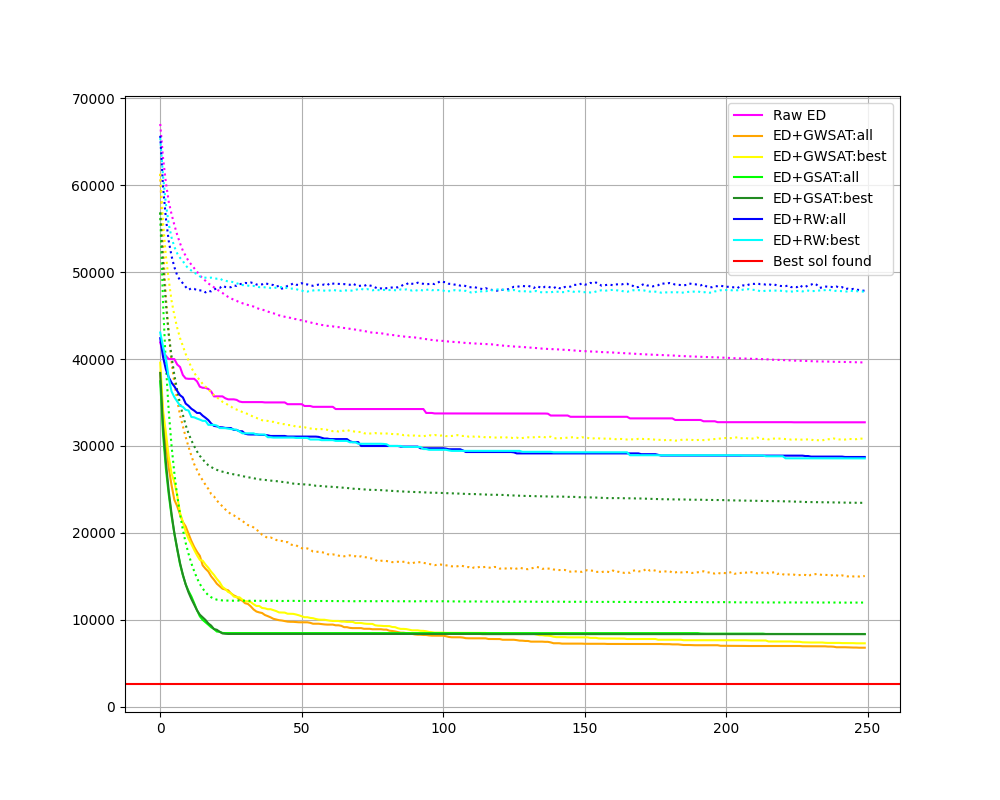 70000
60000
50000
40000
30000
20000
10000
0
0 50 100 150 200 250
Raw ED
ED+GWSAT:all
ED+GWSAT:best
ED+GSAT:all
ED+GSAT:best
ED+RW:all
ED+RW:best
Best sol found